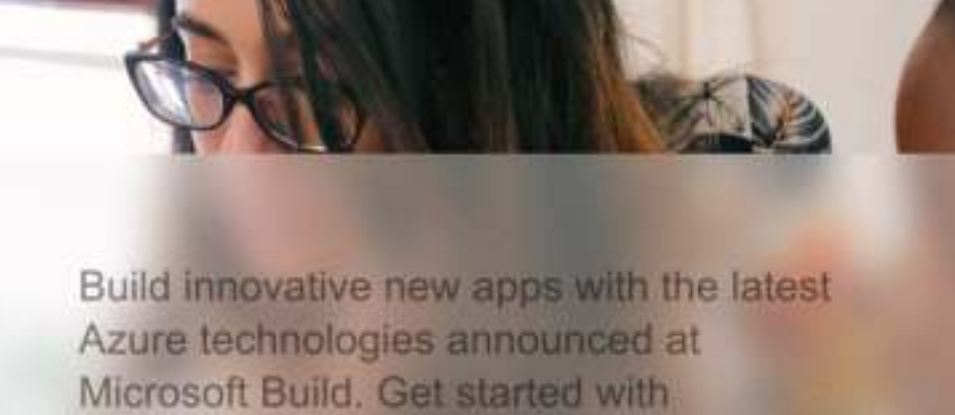 Build innovative new apps with the latest
Azure technologies announced at
Microsoft Build. Get started with